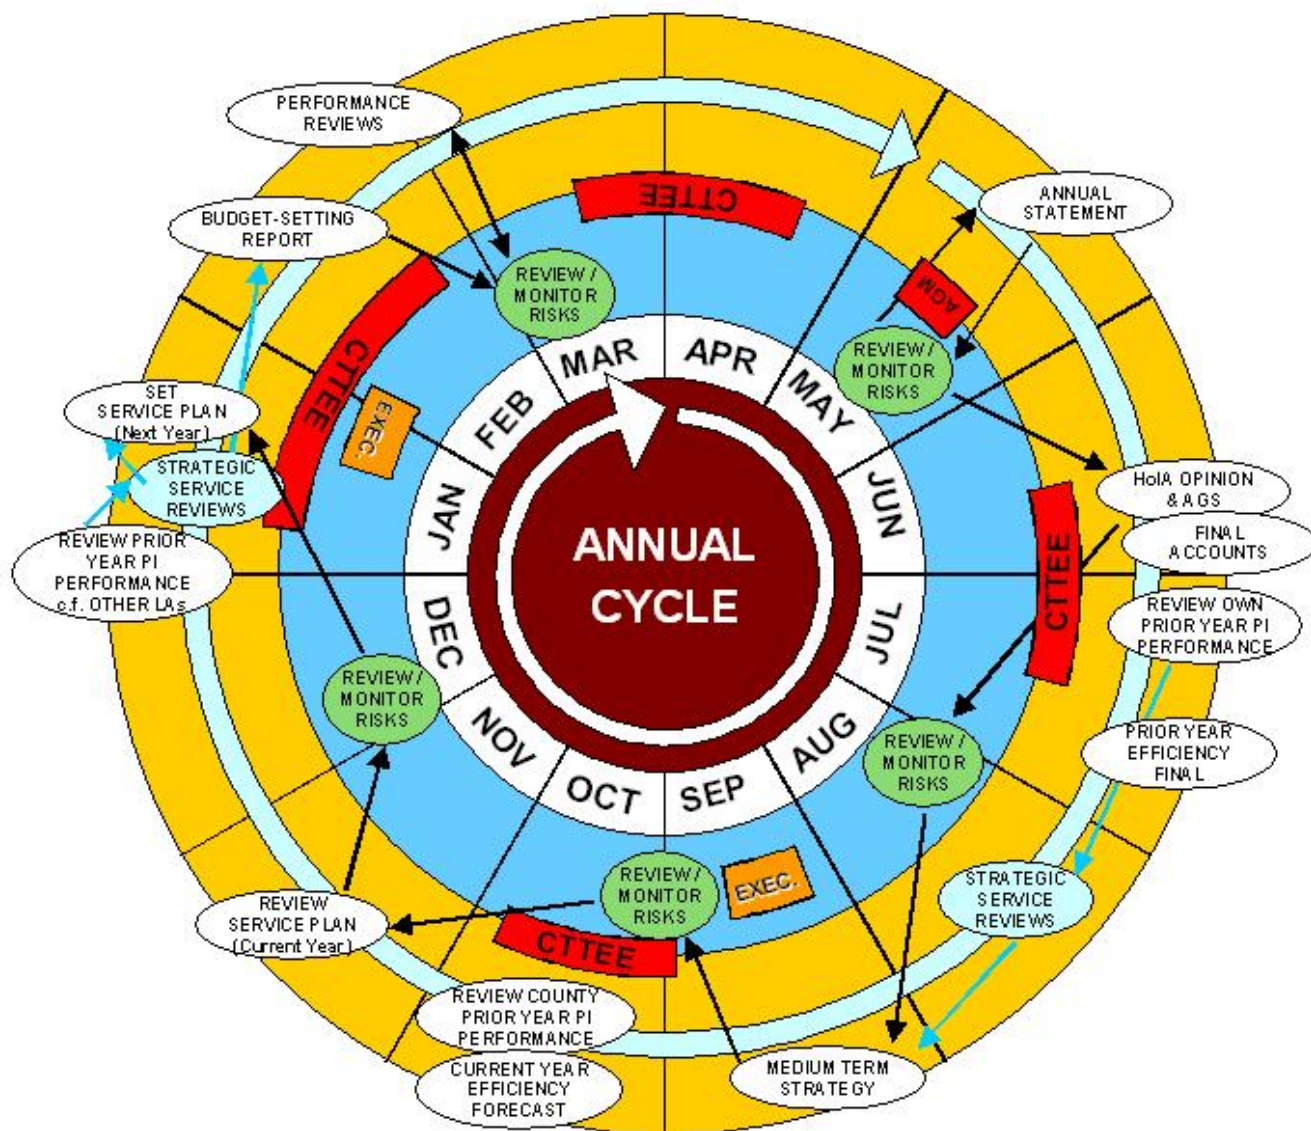 PERFORMANCE
REVIEWS
BUDGET-SETTING
REPORT
CTTEE
ANNUAL
STATEMENT
AGM
REVIEW /
MONITOR
RISKS
REVIEW /
MONITOR
RISKS
CTTEE
EXEC.
SET
SERVICE PLAN
(Next Year)
STRATEGIC
SERVICE
REVIEWS
REVIEW PRIOR
YEAR PI
PERFORMANCE
c.f. OTHER LAs
JAN
FEB
MAR
APR
MAY
JUN
JUL
AUG
SEP
OCT
NOV
DEC
ANNUAL
CYCLE
HoIA OPINION
& AGS
FINAL
ACCOUNTS
CTTEE
REVIEW OWN
PRIOR YEAR PI
PERFORMANCE
PRIOR YEAR
EFFICIENCY
FINAL
REVIEW /
MONITOR
RISKS
REVIEW /
MONITOR
RISKS
REVIEW /
MONITOR
RISKS
EXEC.
STRATEGIC
SERVICE
REVIEWS
REVIEW
SERVICE PLAN
(Current Year)
CTTEE
REVIEW COUNTY
PRIOR YEAR PI
PERFORMANCE
CURRENT YEAR
EFFICIENCY
FORECAST
MEDIUM TERM
STRATEGY